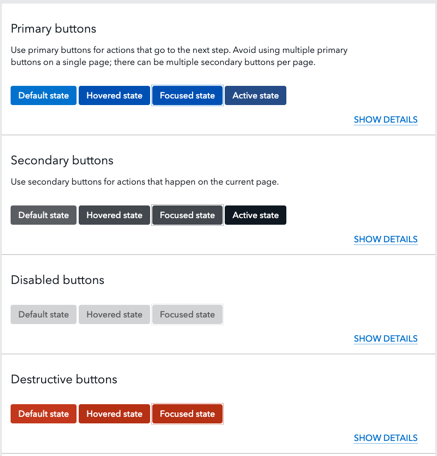 Primary buttons
Use primary buttons for actions that go to the next step. Avoid using multiple primary
buttons on a single page; there can be multiple secondary buttons per page.
Default state Hovered state Focused state Active state
SHOW DETAILS
Secondary buttons
Use secondary buttons for actions that happen on the current page.
Default state Hovered state Focused state Active state
SHOW DETAILS
Disabled buttons
Default state Hovered state Focused state
SHOW DETAILS
Destructive buttons
Default state Hovered state Focused state
SHOW DETAILS